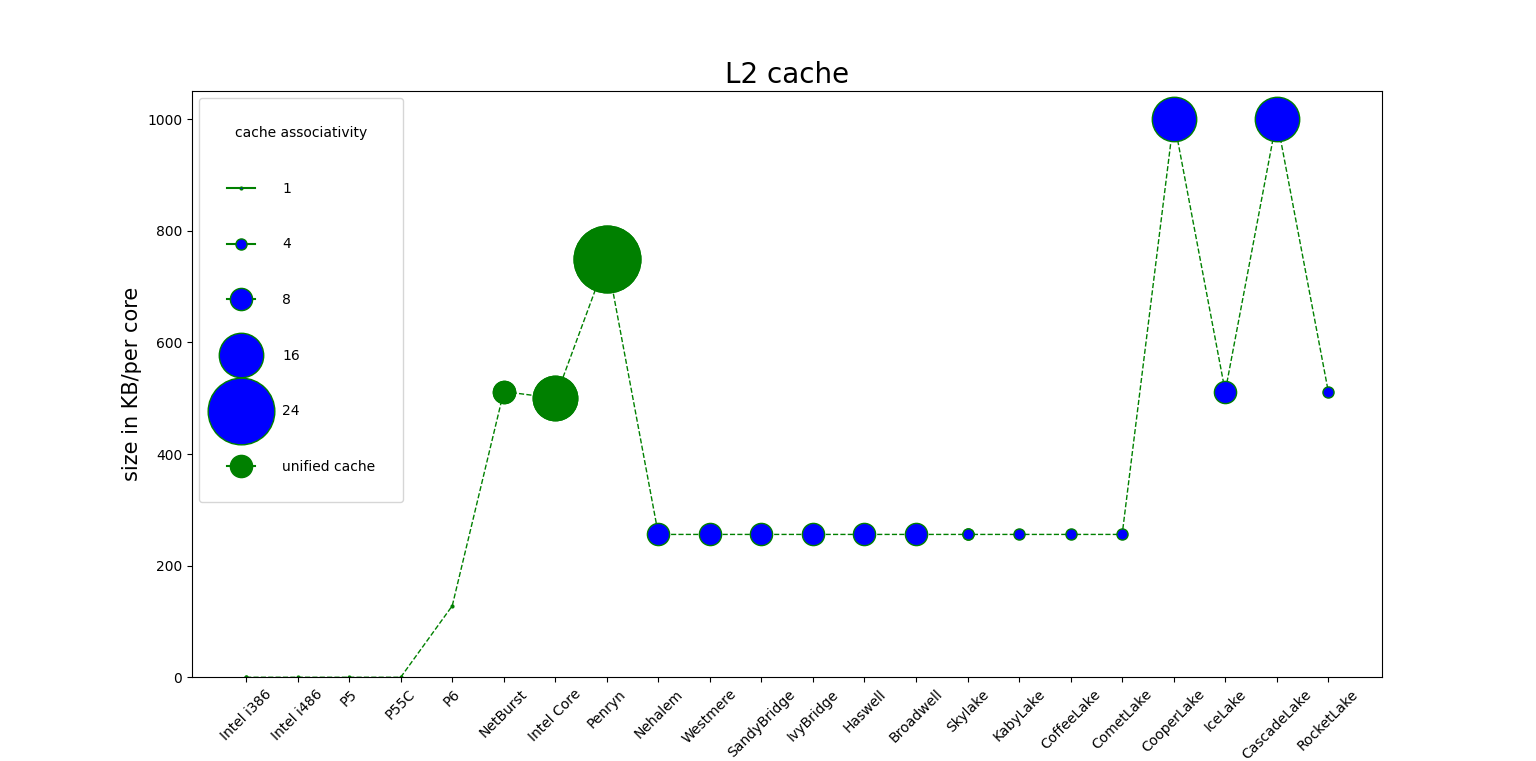 L2 cache
cache associativity
1
4
8
16
24
unified cache
size in KB/per core
1000
800
600
400
200
0
Intel i386
Intel i486
P5
P55C
P6
NetBurst
Intel Core
Penryn
Nehalem
Westmere
SandyBridge
IvyBridge
Haswell
Broadwell
Skylake
KabyLake
CoffeeLake
CometLake
CooperLake
IceLake
CascadeLake
RocketLake